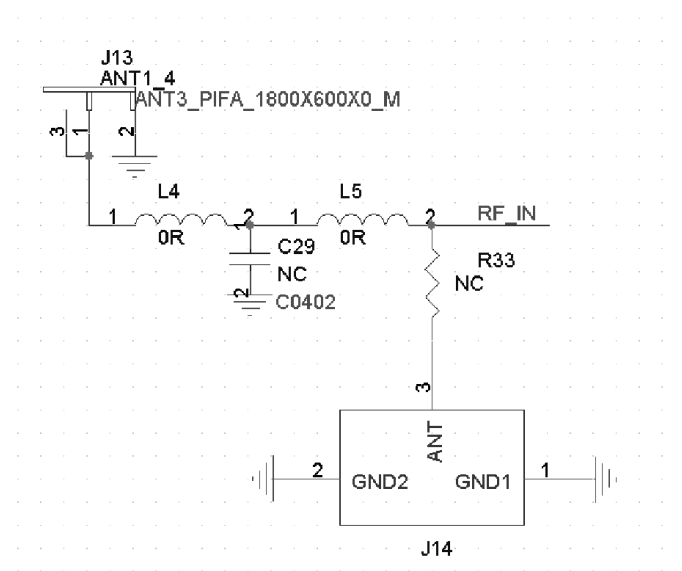 J13
ANT1_4
ANT3_PIFA_1800X600X0_M
3
1
2
L4
L5
1
2
1
1
2
RF_IN
0R
0R
C29
R33
NC
NC
2
C0402
3
ANT
2
GND2
GND1
1
J14